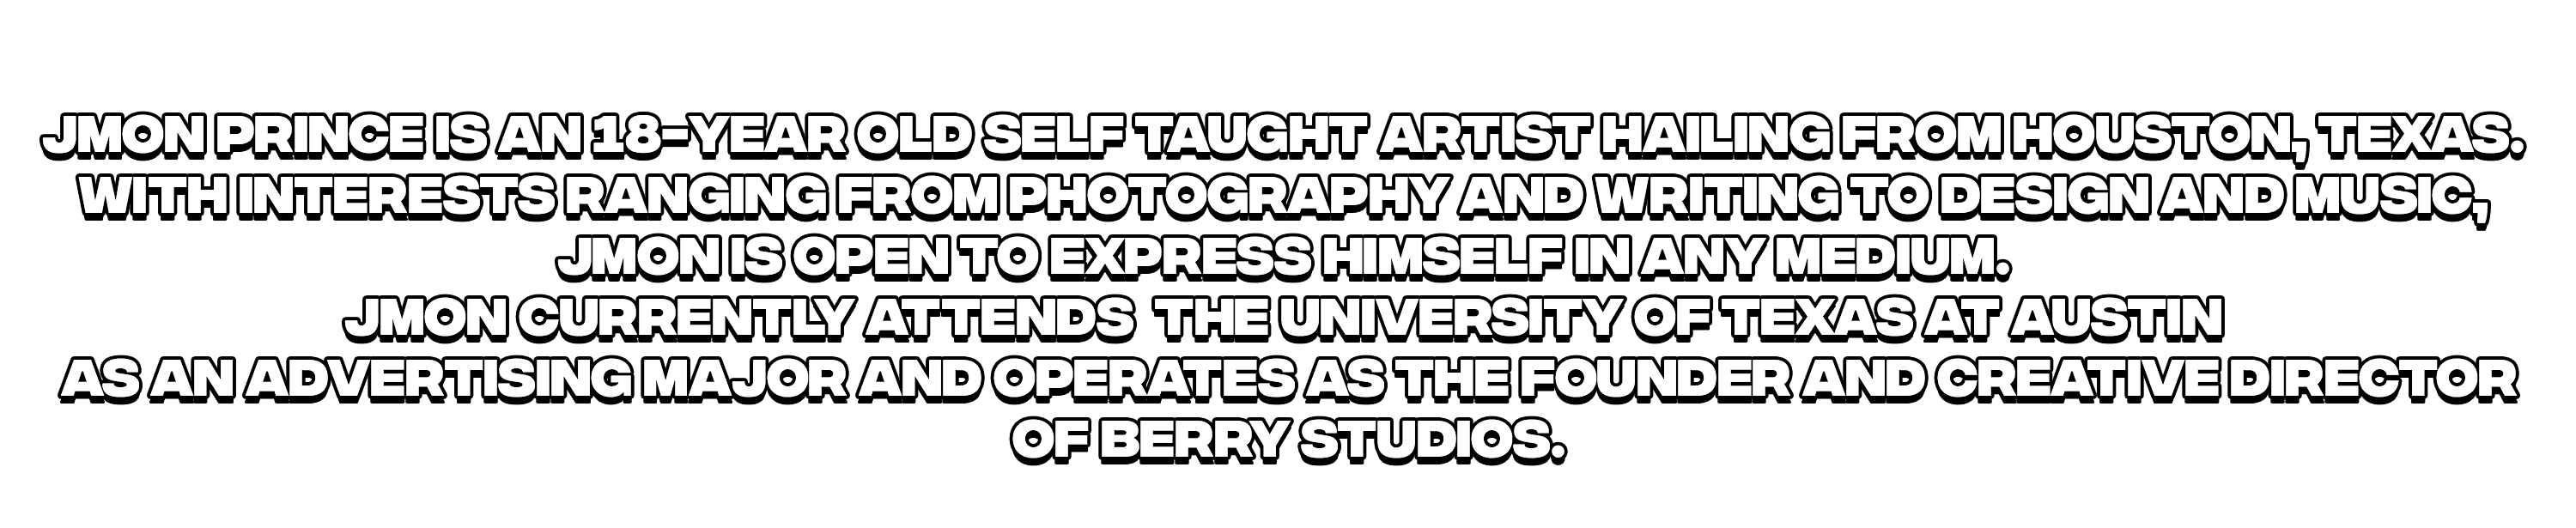 JMON PRINCE IS AN 18-YEAR OLD SELF TAUGHT ARTIST HAILING FROM HOUSTON, TEXAS.
WITH INTERESTS RANGING FROM PHOTOGRAPHY AND WRITING TO DESIGN AND MUSIC,
JMON IS OPEN TO EXPRESS HIMSELF IN ANY MEDIUM.
JMON CURRENTLY ATTENDS THE UNIVERSITY OF TEXAS AT AUSTIN
AS AN ADVERTISING MAJOR AND OPERATES AS THE FOUNDER AND CREATIVE DIRECTOR
OF BERRY STUDIOS.